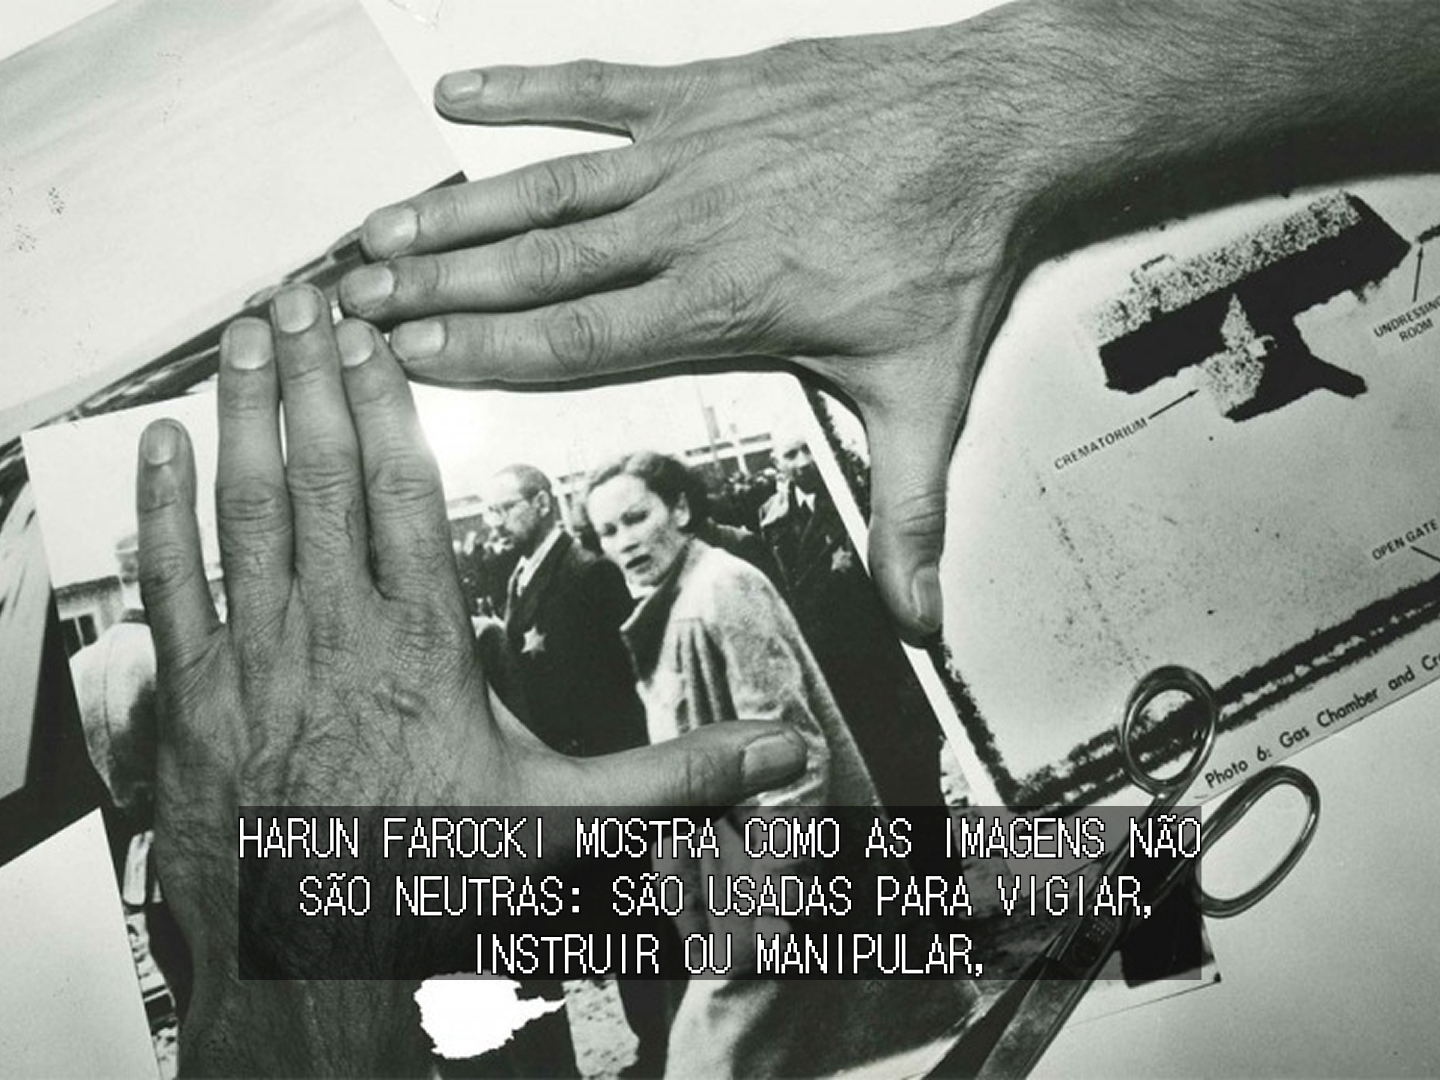 UNDRESSING
ROOM
CREMATORIUM
OPEN GATE
Photo 6: Gas Chamber and
HARUN FAROCKI MOSTRA COMO AS IMAGENS NÃO
SÃO NEUTRAS: SÃO USADAS PARA VIGIAR,
INSTRUIR OU MANIPULAR,